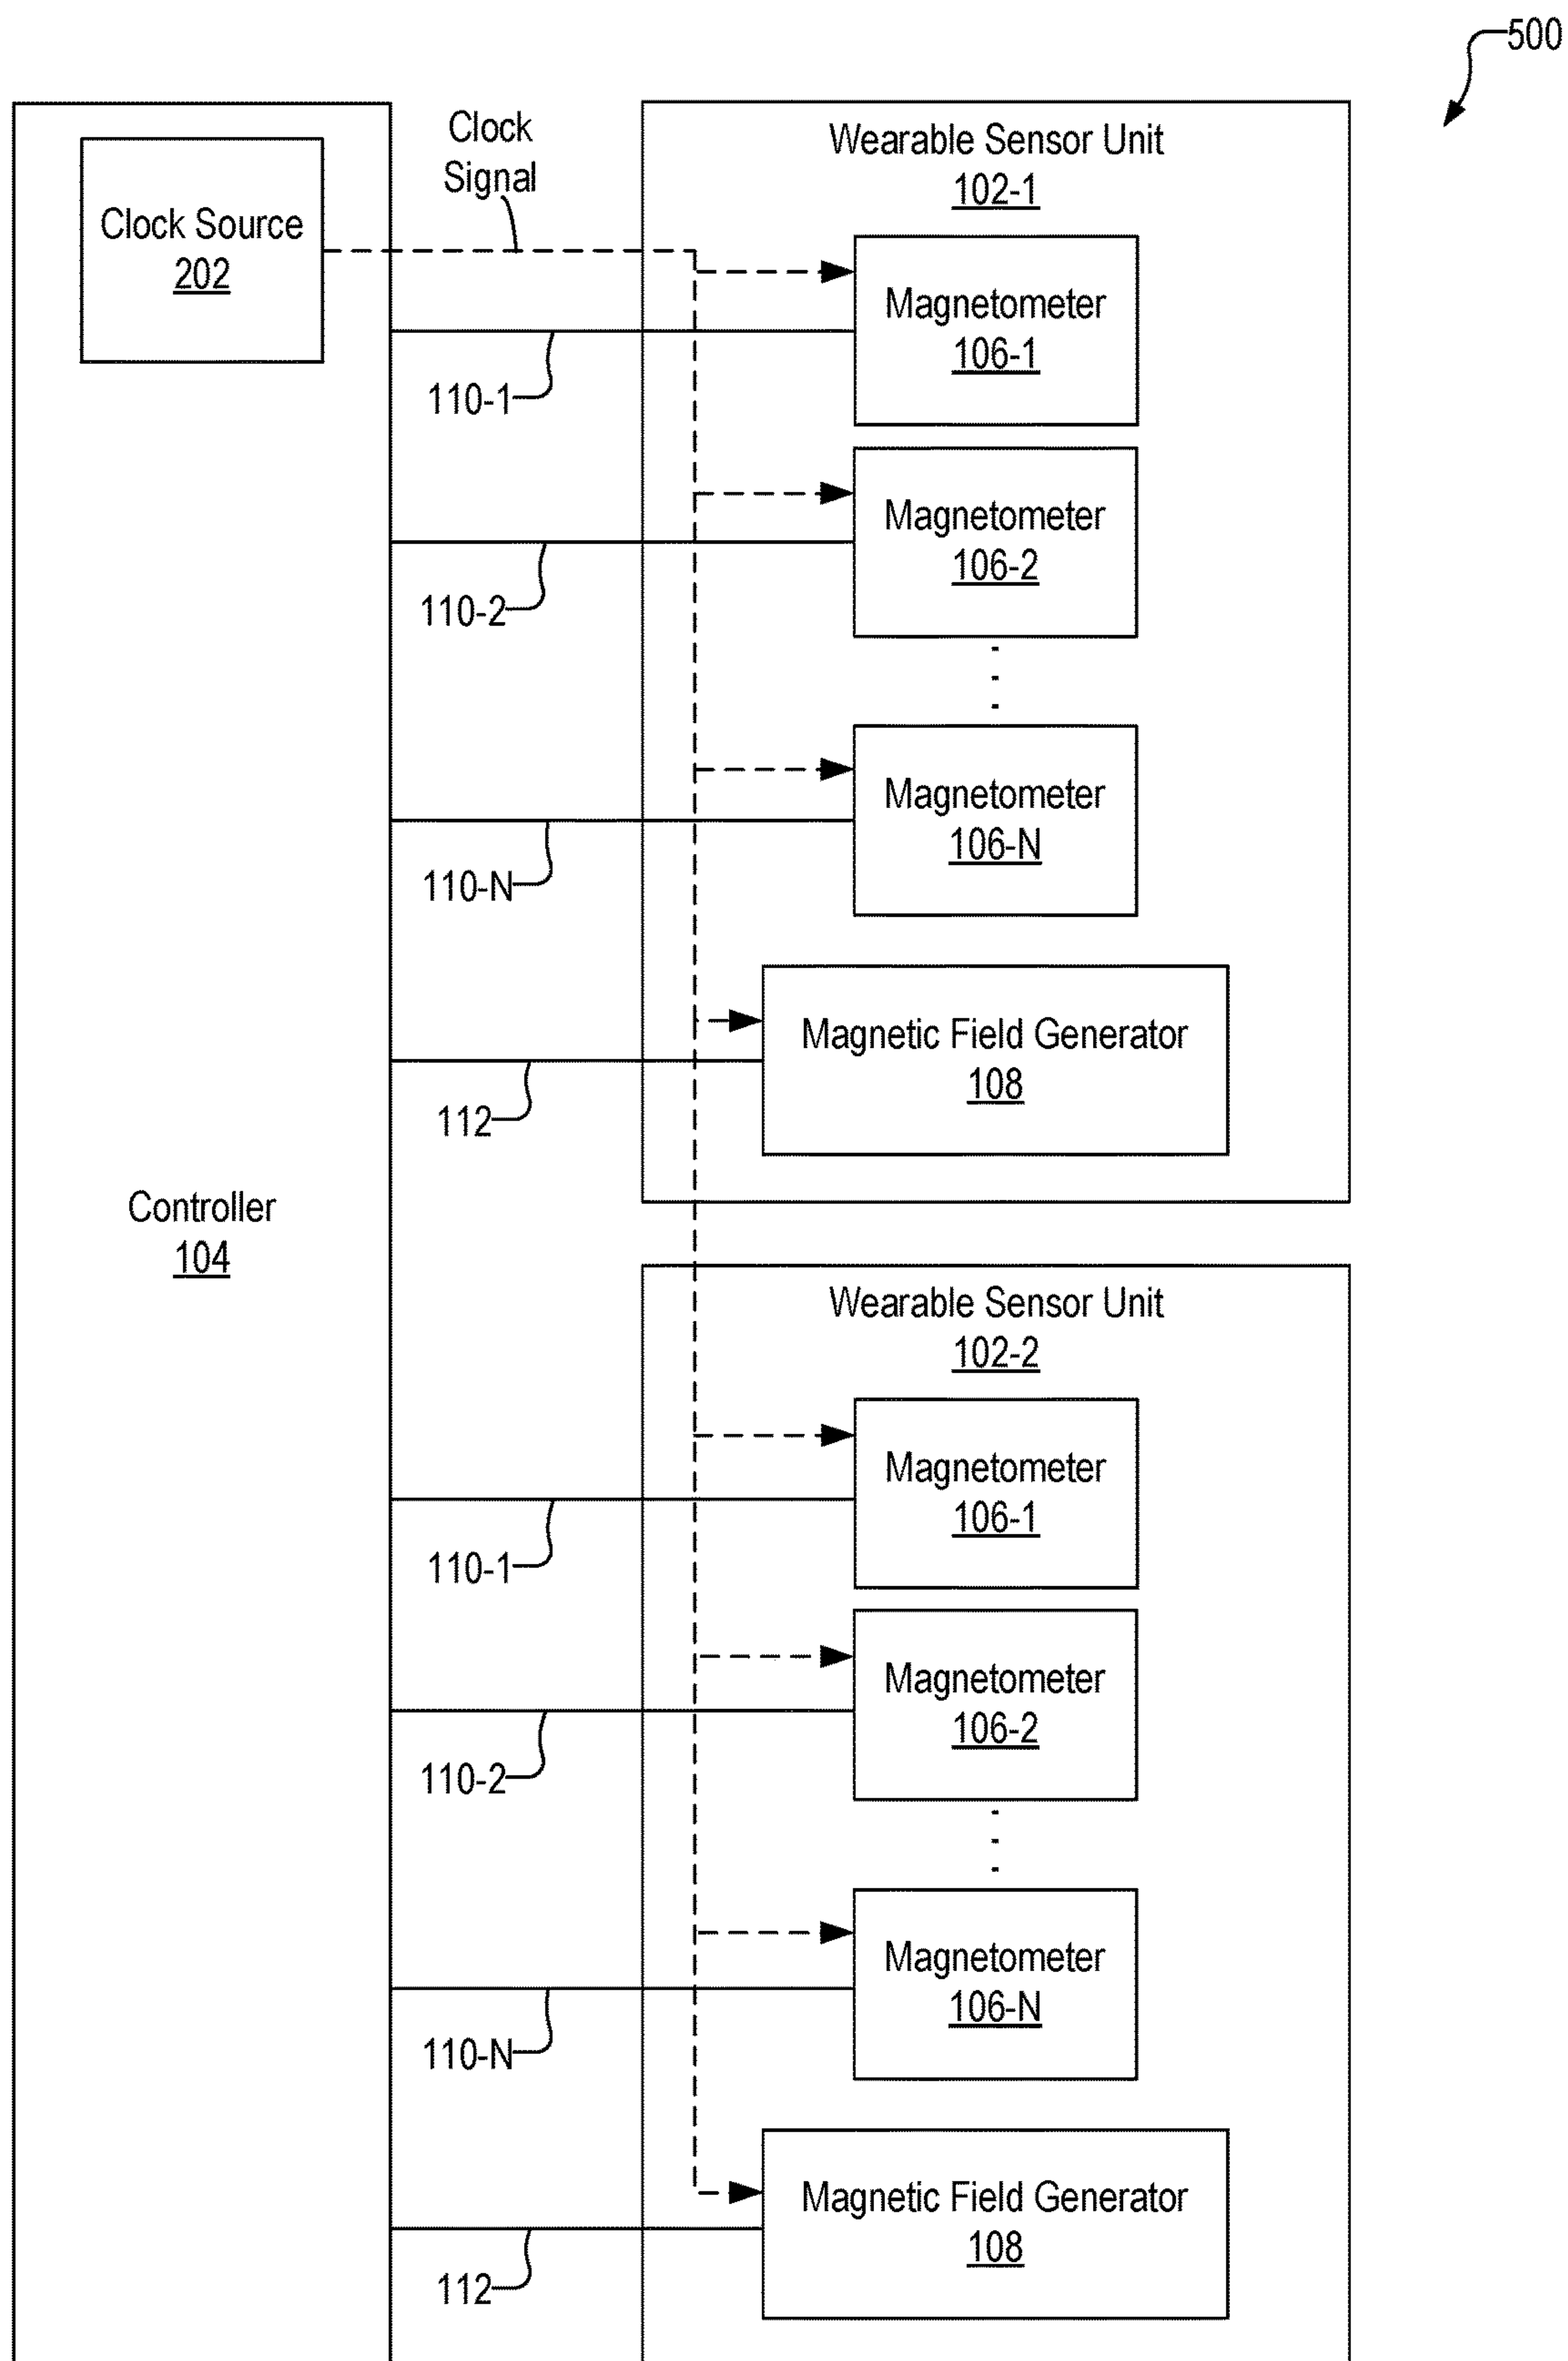 500
Clock
Signal
Clock Source
202
Wearable Sensor Unit
102-1
Magnetometer
106-1
110-1
Magnetometer
106-2
110-2
Magnetometer
106-N
110-N
Magnetic Field Generator
108
112
Controller
104
Wearable Sensor Unit
102-2
Magnetometer
106-1
110-1
Magnetometer
106-2
110-2
Magnetometer
106-N
110-N
Magnetic Field Generator
108
112